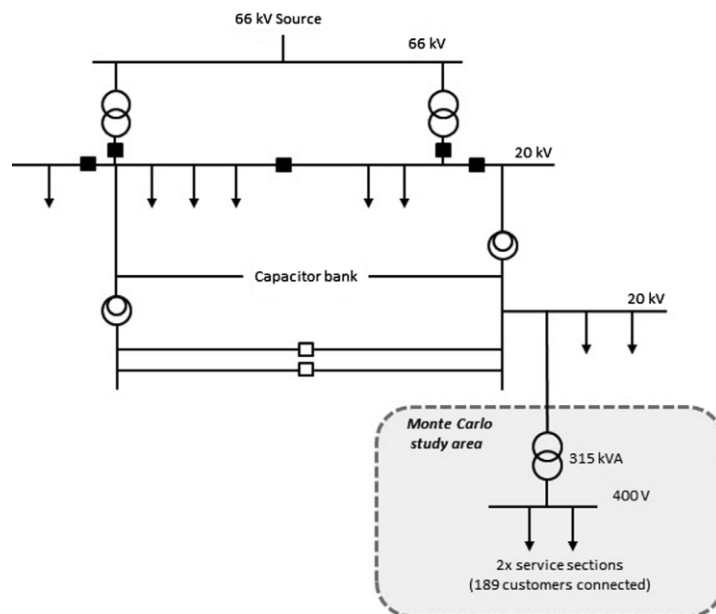 66 kV Source
66 kV
20 kV
Capacitor bank
20 kV
Monte Carlo
study area
315 kVA
400 V
2x service sections
(189 customers connected)